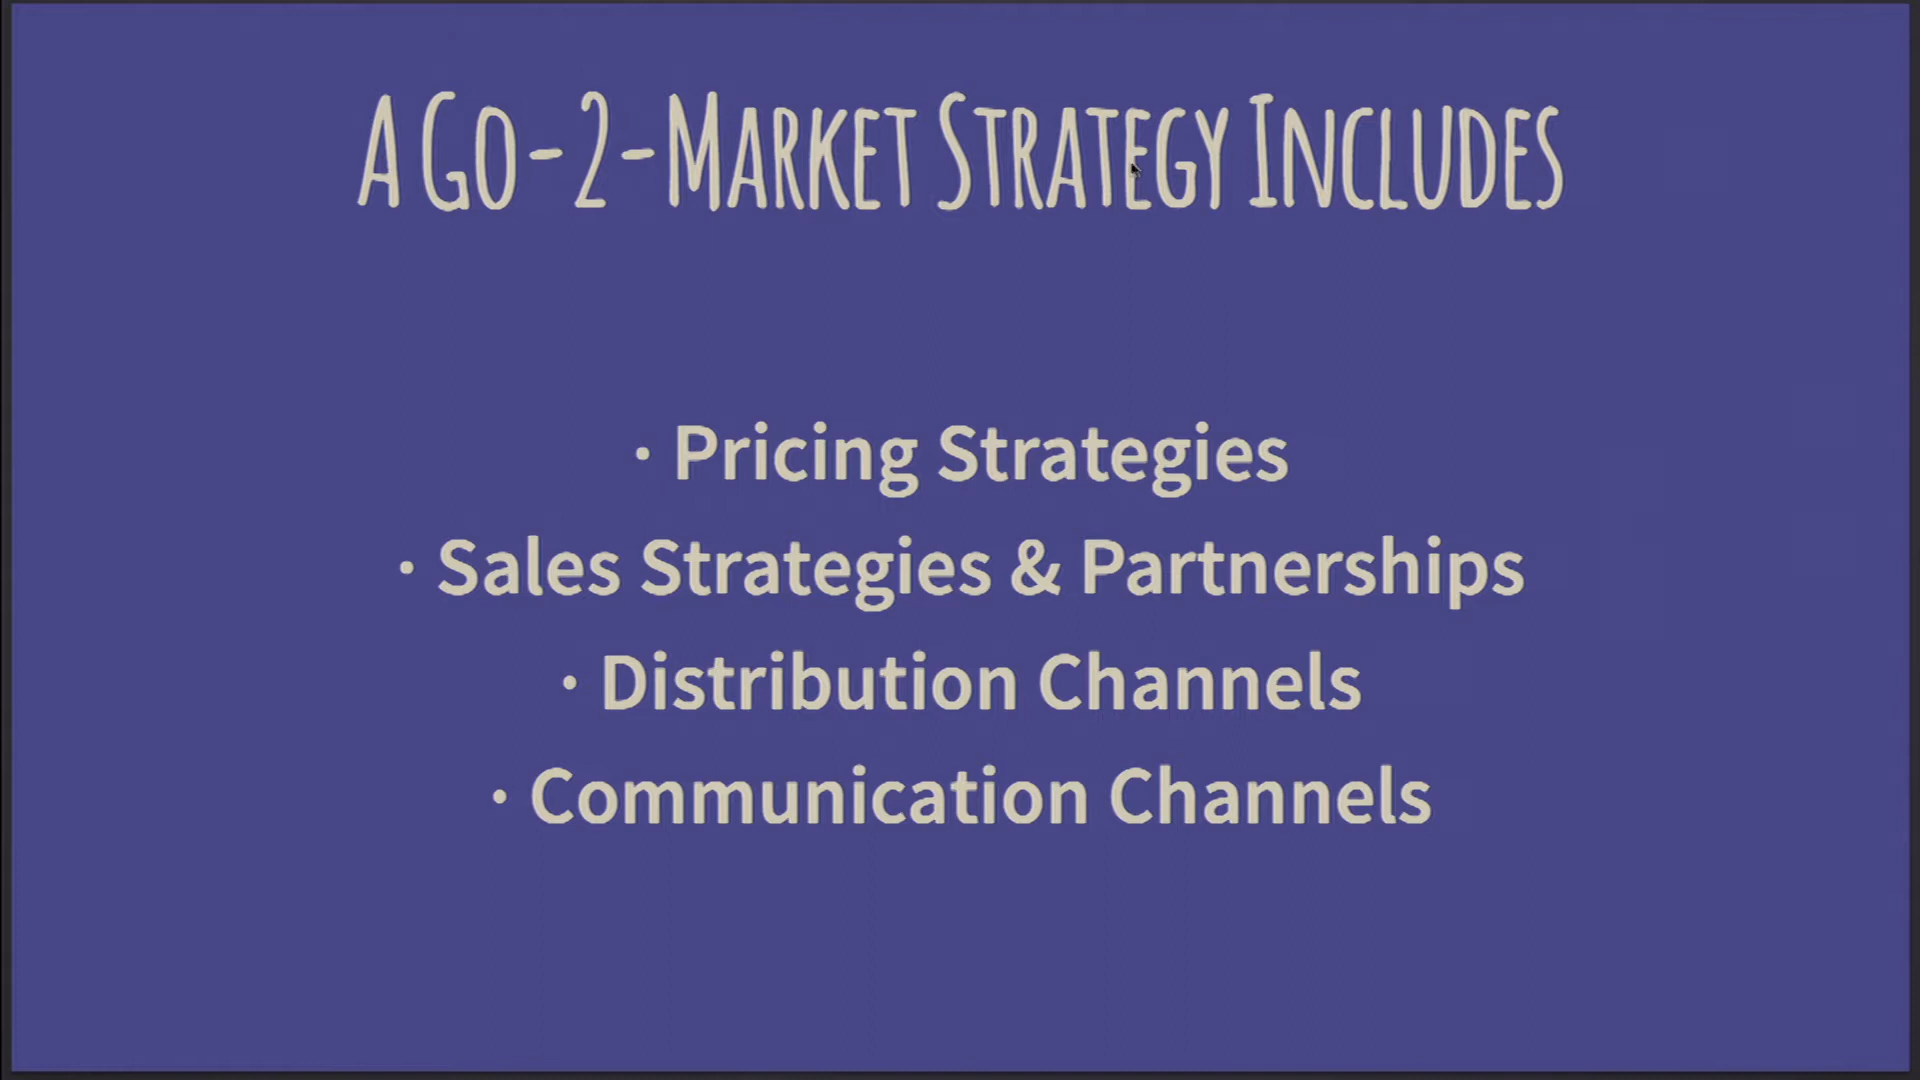 A Go-2-Market Strategy Includes
· Pricing Strategies
· Sales Strategies & Partnerships
· Distribution Channels
· Communication Channels